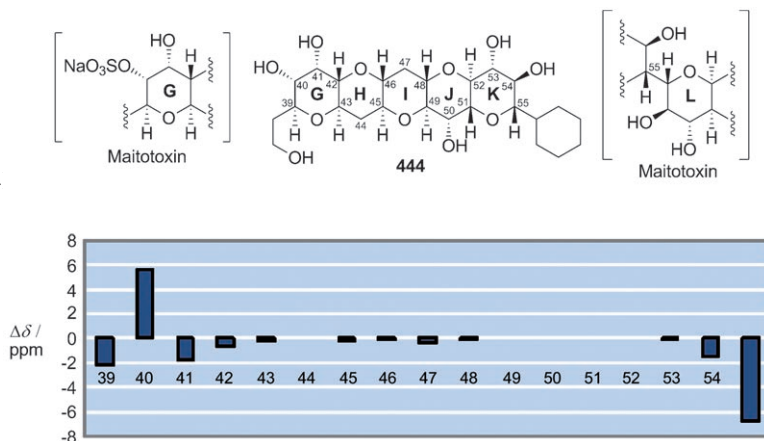 HO
H
NaO₃SO
G
O
H
H
Maitotoxin
HO
H
H
47
H
H
HO
HO
41
O
O
53
OH
40
42
46
48
52
54
G
H
I
J
K
39
43
45
49
51
55
O
44
O
50
O
H
H
H
H
OH
H
H
OH
444
H
OH
55
H
O
H
H
L
HO
H
HO
Maitotoxin
8
6
4
2
0
-2
-4
-6
-8
Δδ /
ppm
39 40 41 42 43 44 45 46 47 48 49 50 51 52 53 54